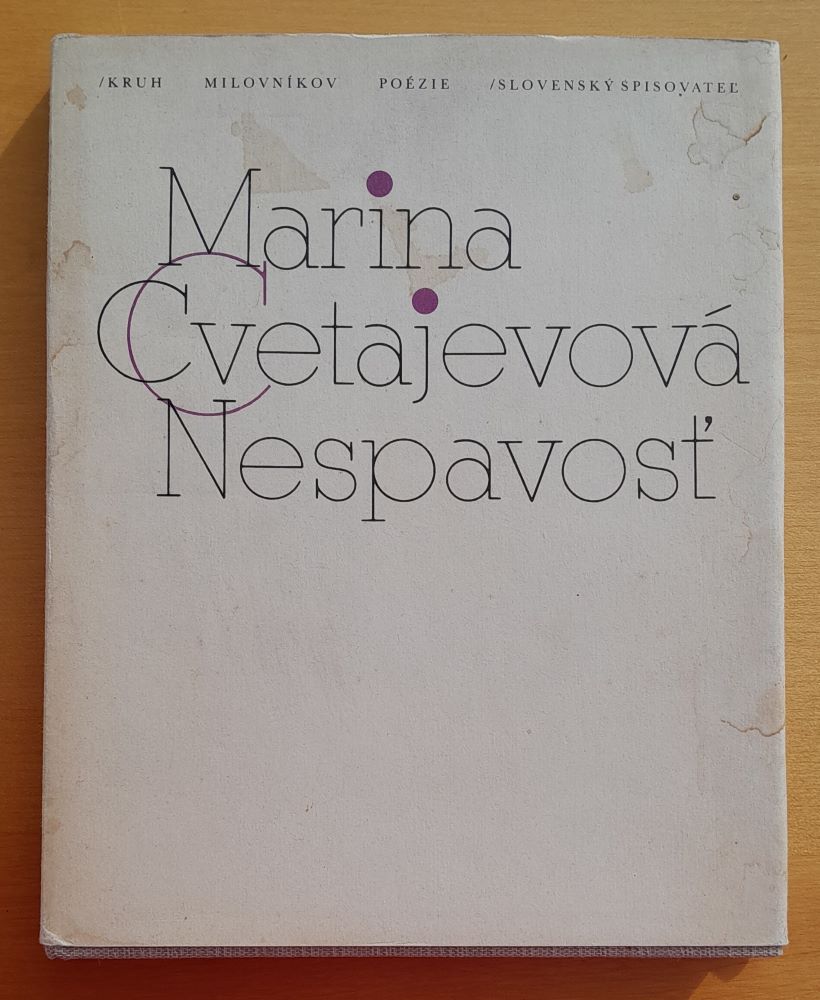 /KRUH MILOVNÍKOV POÉZIE /SLOVENSKÝ SPISOVATEĽ
Marina
Cvetajevová
Nespavosť